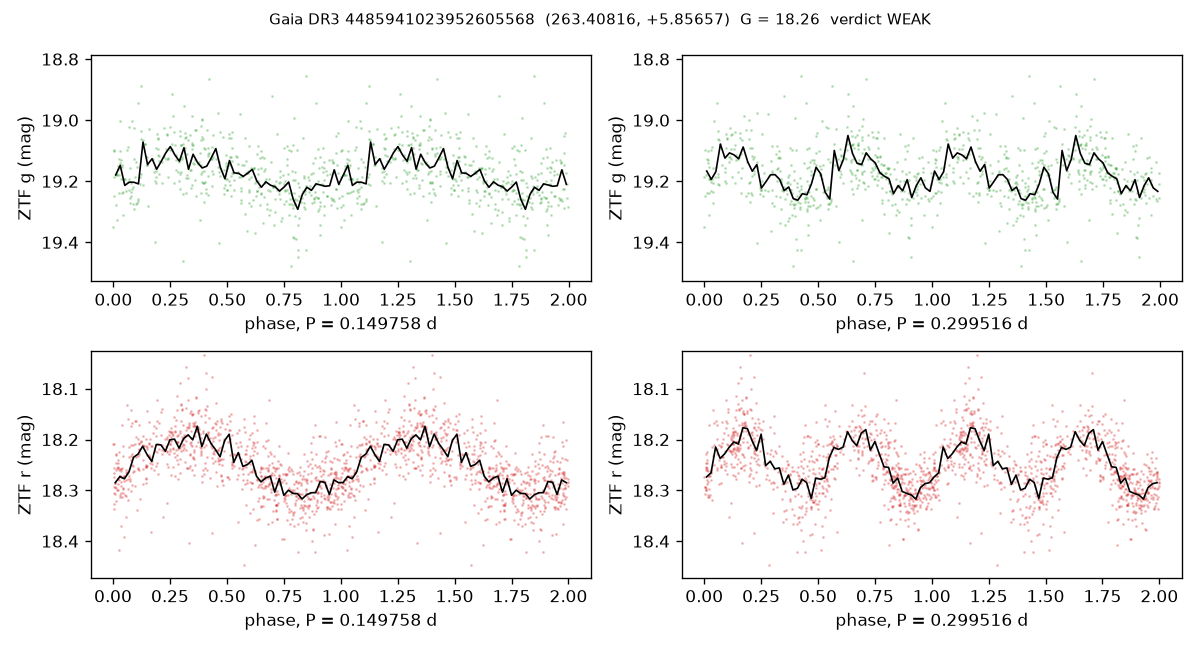 Gaia DR3 4485941023952605568  (263.40816, +5.85657)  G = 18.26  verdict WEAK
ZTF g (mag)
18.8
19.0
19.2
19.4
0.00 0.25 0.50 0.75 1.00 1.25 1.50 1.75 2.00
phase, P = 0.149758 d
ZTF g (mag)
18.8
19.0
19.2
19.4
0.00 0.25 0.50 0.75 1.00 1.25 1.50 1.75 2.00
phase, P = 0.299516 d
ZTF r (mag)
18.1
18.2
18.3
18.4
0.00 0.25 0.50 0.75 1.00 1.25 1.50 1.75 2.00
phase, P = 0.149758 d
ZTF r (mag)
18.1
18.2
18.3
18.4
0.00 0.25 0.50 0.75 1.00 1.25 1.50 1.75 2.00
phase, P = 0.299516 d